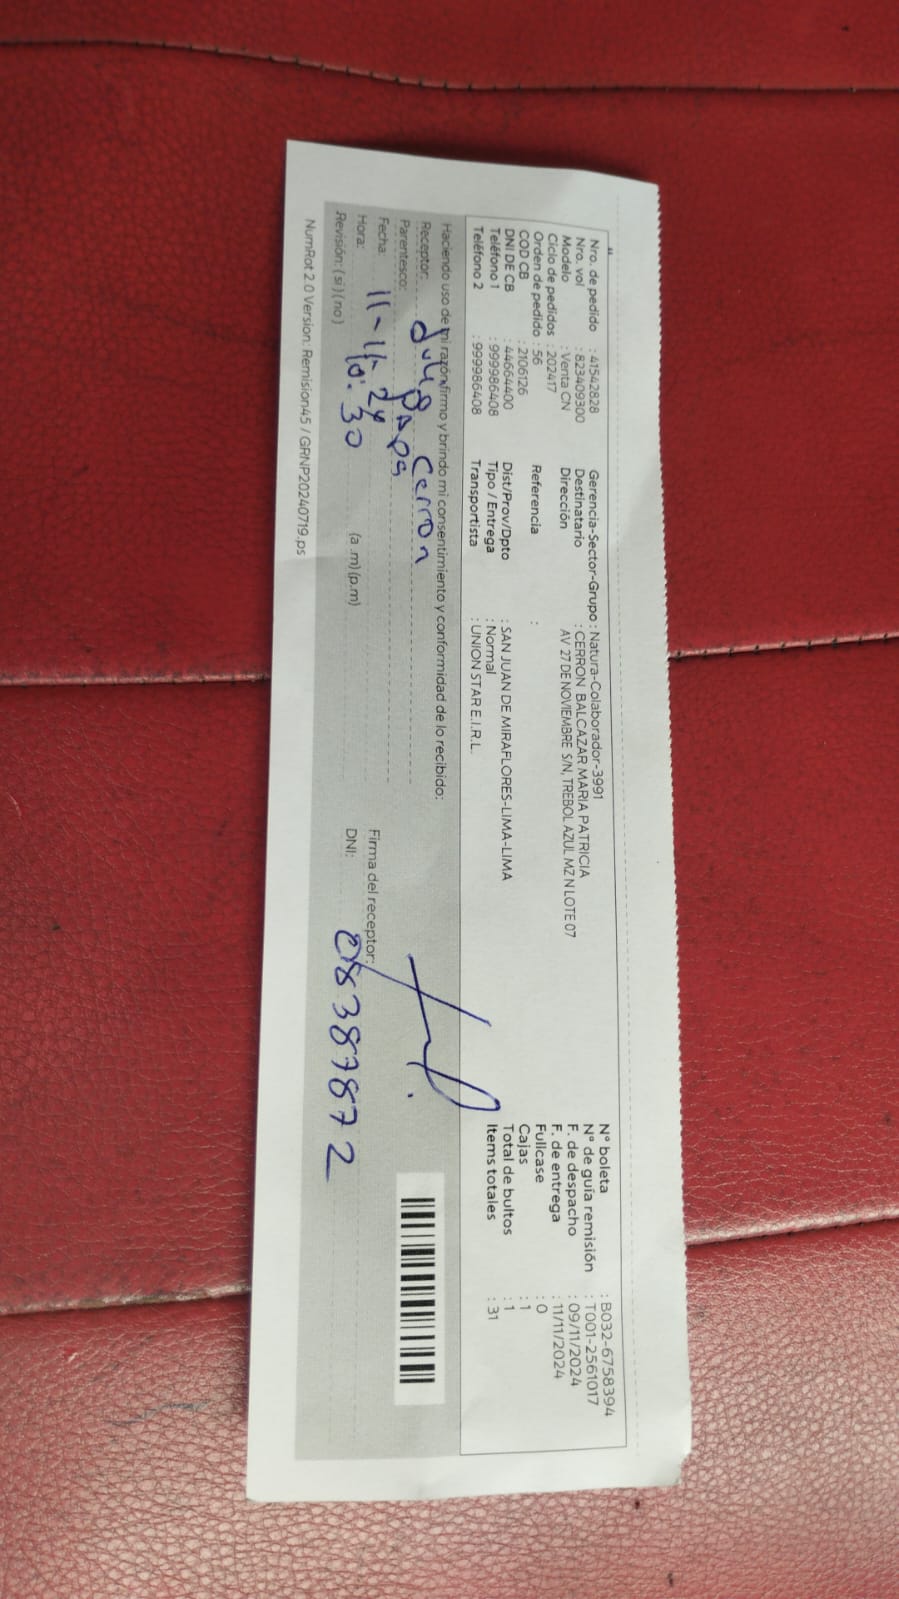 Nro. de pedido : 41542828
Nro. vol : 823409300
Modelo : Venta CN
Ciclo de pedidos : 202417
Orden de pedido : 56
COD CB : 2106126
DNI DE CB : 44664400
Teléfono 1 : 999986408
Teléfono 2 : 999986408
Gerencia-Sector-Grupo : Natura-Colaborador-3991
Destinatario : CERRON BALCAZAR MARIA PATRICIA
Dirección AV 27 DE NOVIEMBRE S/N, TREBOL AZUL MZ N LOTE 07
Referencia :
Dist/Prov/Dpto : SAN JUAN DE MIRAFLORES-LIMA-LIMA
Tipo / Entrega : Normal
Transportista : UNION STAR E.I.R.L.
N° boleta : B032-6758394
N° de guía remisión : T001-2561017
F. de despacho : 09/11/2024
F. de entrega : 11/11/2024
Fullcase : 0
Cajas : 1
Total de bultos : 1
Items totales : 31
Haciendo uso de mi razón firmo y brindo mi consentimiento y conformidad de lo recibido:
Receptor: Julio Cerron
Parentesco: papa
Fecha: 11-11-24
Hora: 10:30 (a .m) (p.m)
Revisión: ( si ) ( no )
Firma del receptor:
DNI: 08387872
NumRot 2.0 Version: Remision45 / GRNP20240719.ps